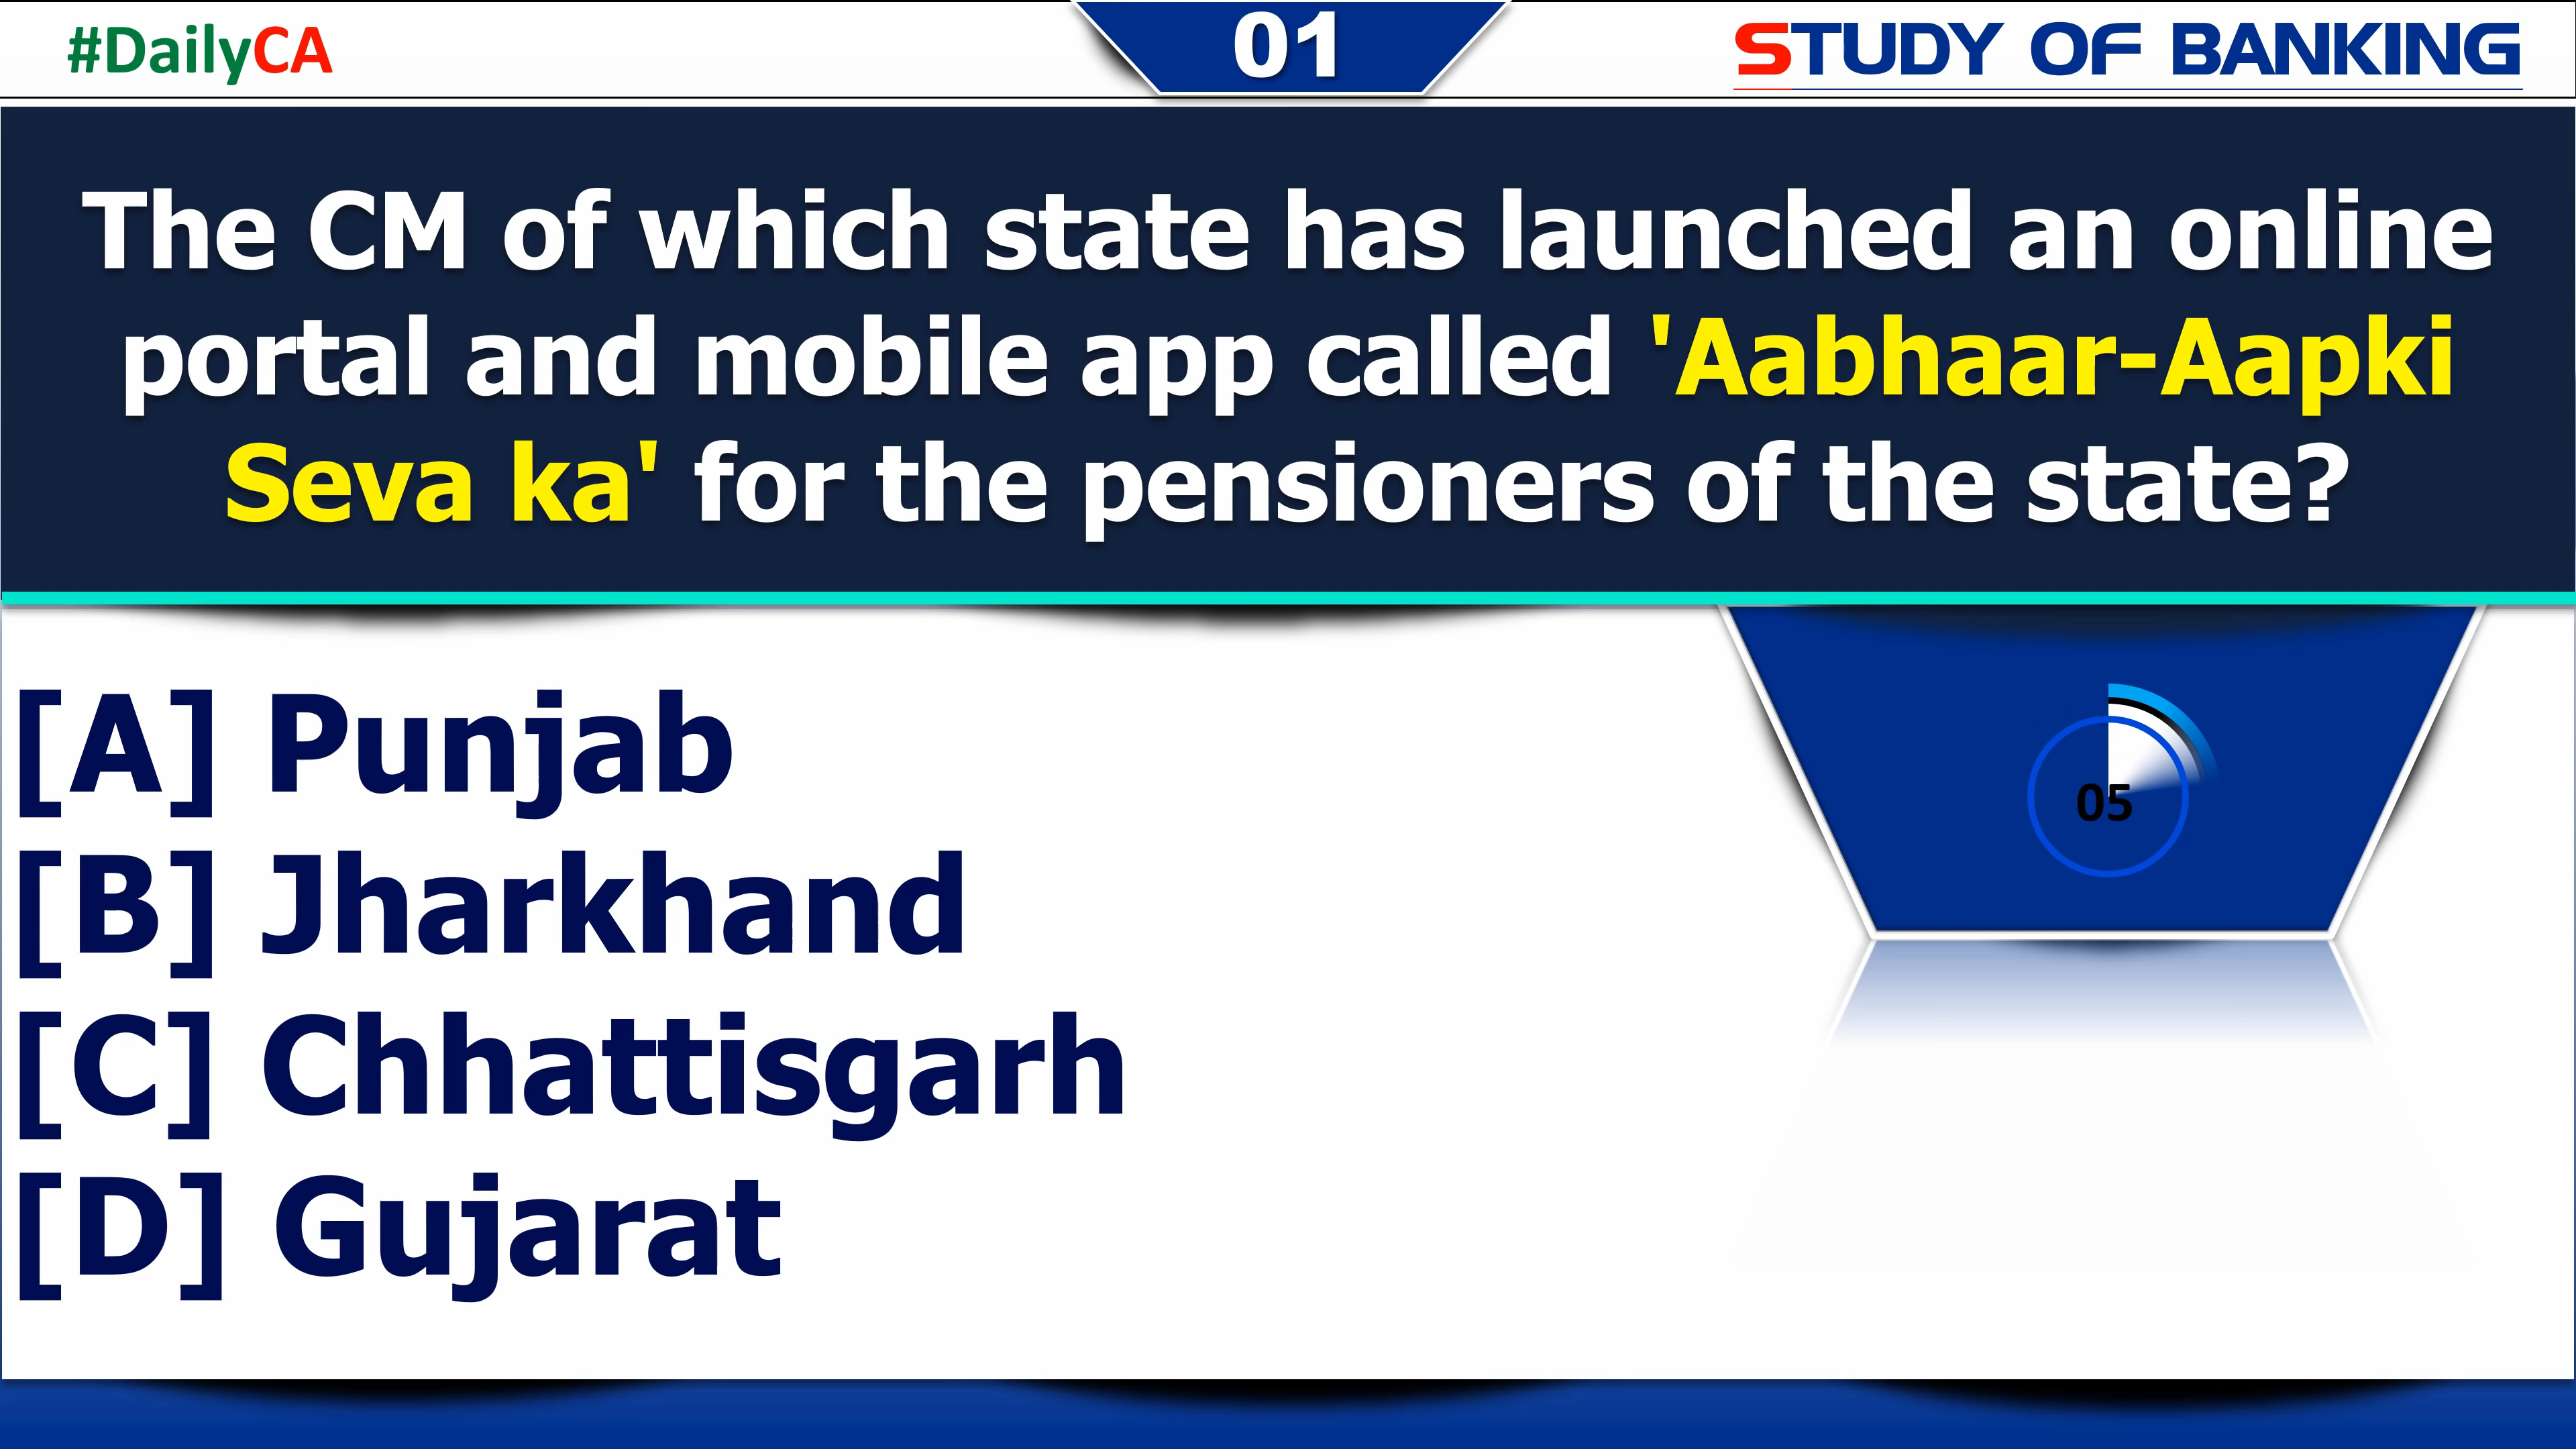 #DailyCA
01
STUDY OF BANKING
The CM of which state has launched an online
portal and mobile app called 'Aabhaar-Aapki
Seva ka' for the pensioners of the state?
[A] Punjab
[B] Jharkhand
[C] Chhattisgarh
[D] Gujarat
05